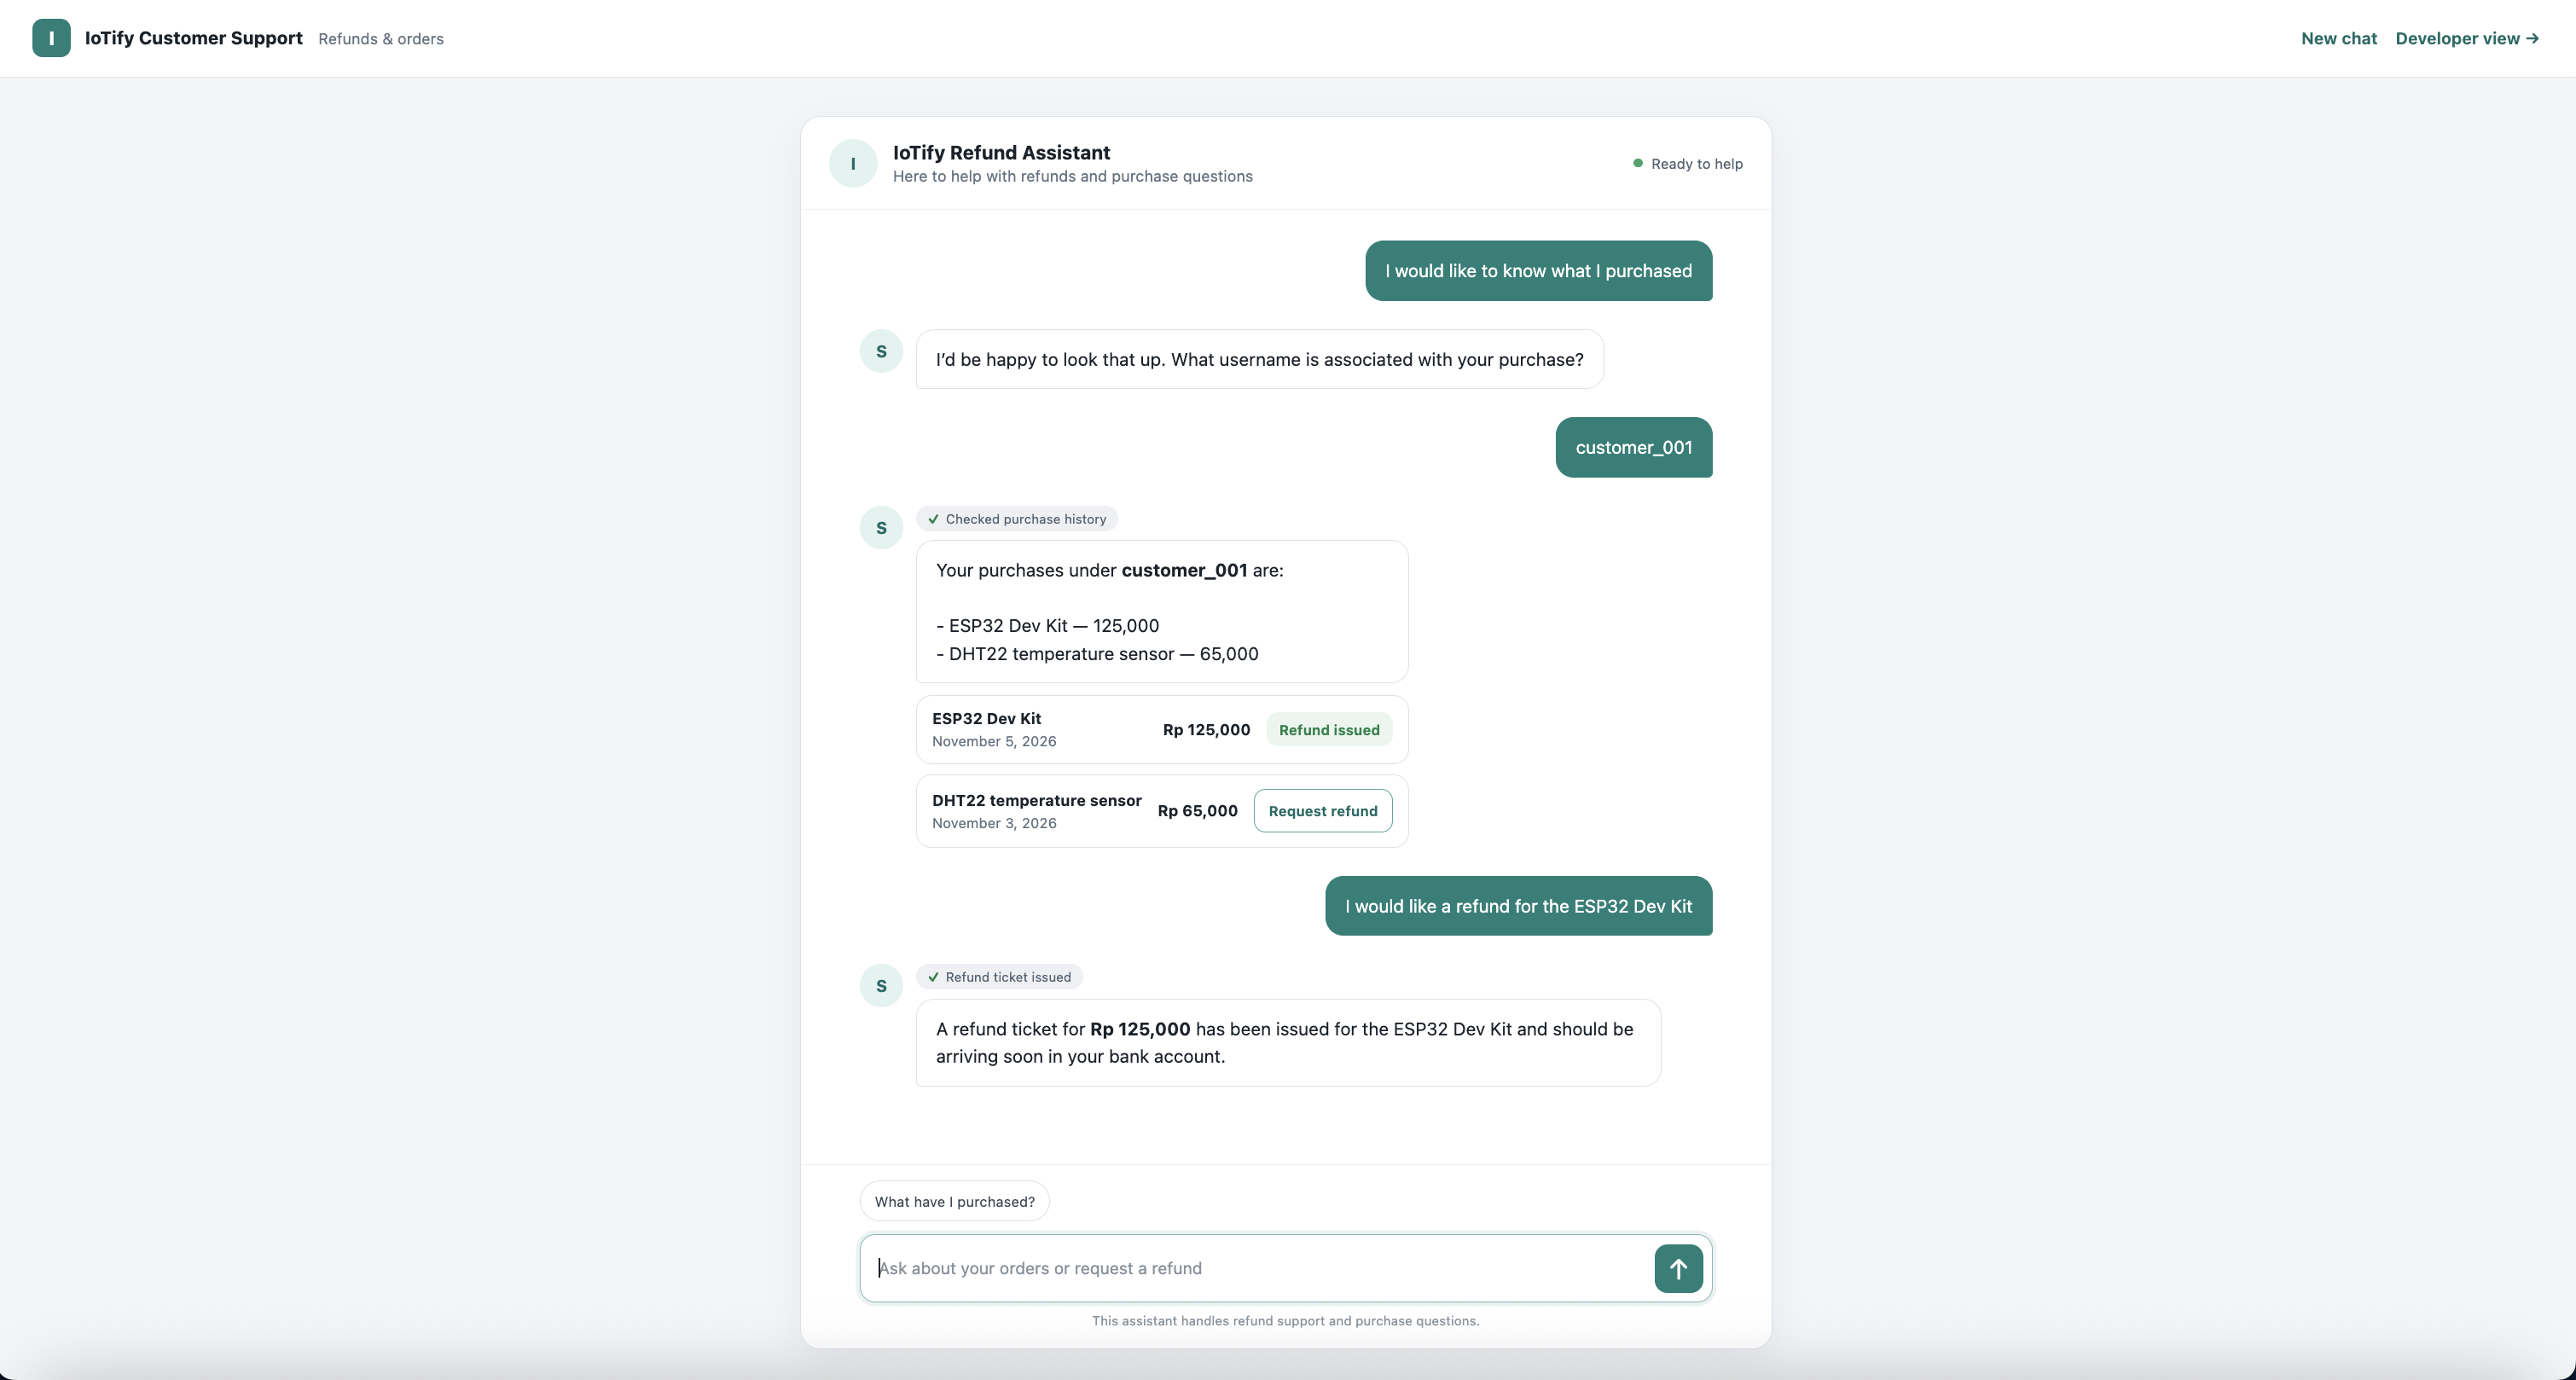 I
IoTify Customer Support
Refunds & orders
New chat
Developer view →
I
IoTify Refund Assistant
Here to help with refunds and purchase questions
Ready to help
I would like to know what I purchased
S
I’d be happy to look that up. What username is associated with your purchase?
customer_001
S
✓ Checked purchase history
Your purchases under customer_001 are:
- ESP32 Dev Kit — 125,000
- DHT22 temperature sensor — 65,000
ESP32 Dev Kit
November 5, 2026
Rp 125,000
Refund issued
DHT22 temperature sensor
November 3, 2026
Rp 65,000
Request refund
I would like a refund for the ESP32 Dev Kit
S
✓ Refund ticket issued
A refund ticket for Rp 125,000 has been issued for the ESP32 Dev Kit and should be
arriving soon in your bank account.
What have I purchased?
Ask about your orders or request a refund
This assistant handles refund support and purchase questions.